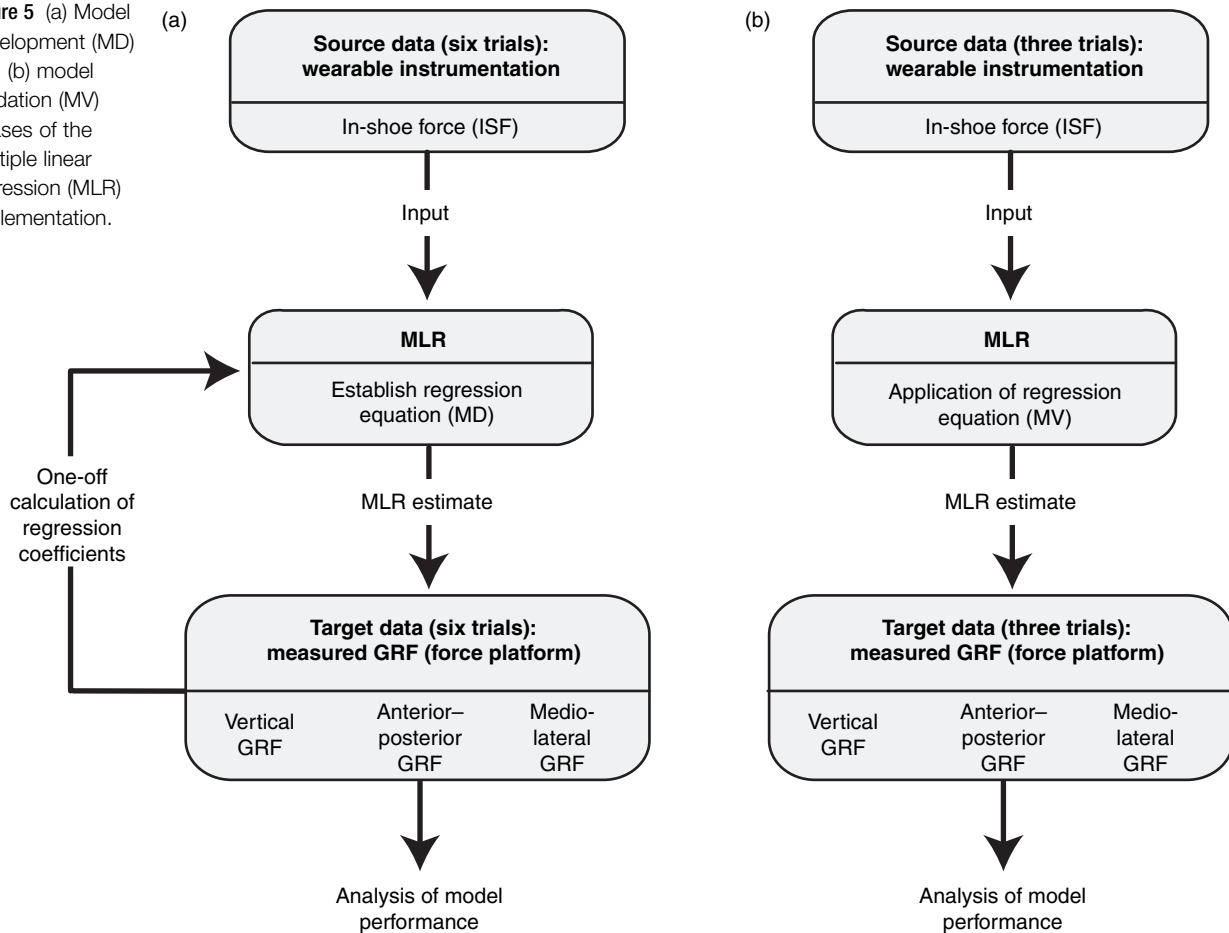 ure 5 (a) Model
elopment (MD)
(b) model
dation (MV)
ases of the
tiple linear
ression (MLR)
lementation.
(a)
Source data (six trials):
wearable instrumentation
In-shoe force (ISF)
Input
MLR
Establish regression
equation (MD)
One-off
calculation of
regression
coefficients
MLR estimate
Target data (six trials):
measured GRF (force platform)
Vertical
GRF
Anterior–
posterior
GRF
Medio-
lateral
GRF
Analysis of model
performance
(b)
Source data (three trials):
wearable instrumentation
In-shoe force (ISF)
Input
MLR
Application of regression
equation (MV)
MLR estimate
Target data (three trials):
measured GRF (force platform)
Vertical
GRF
Anterior–
posterior
GRF
Medio-
lateral
GRF
Analysis of model
performance